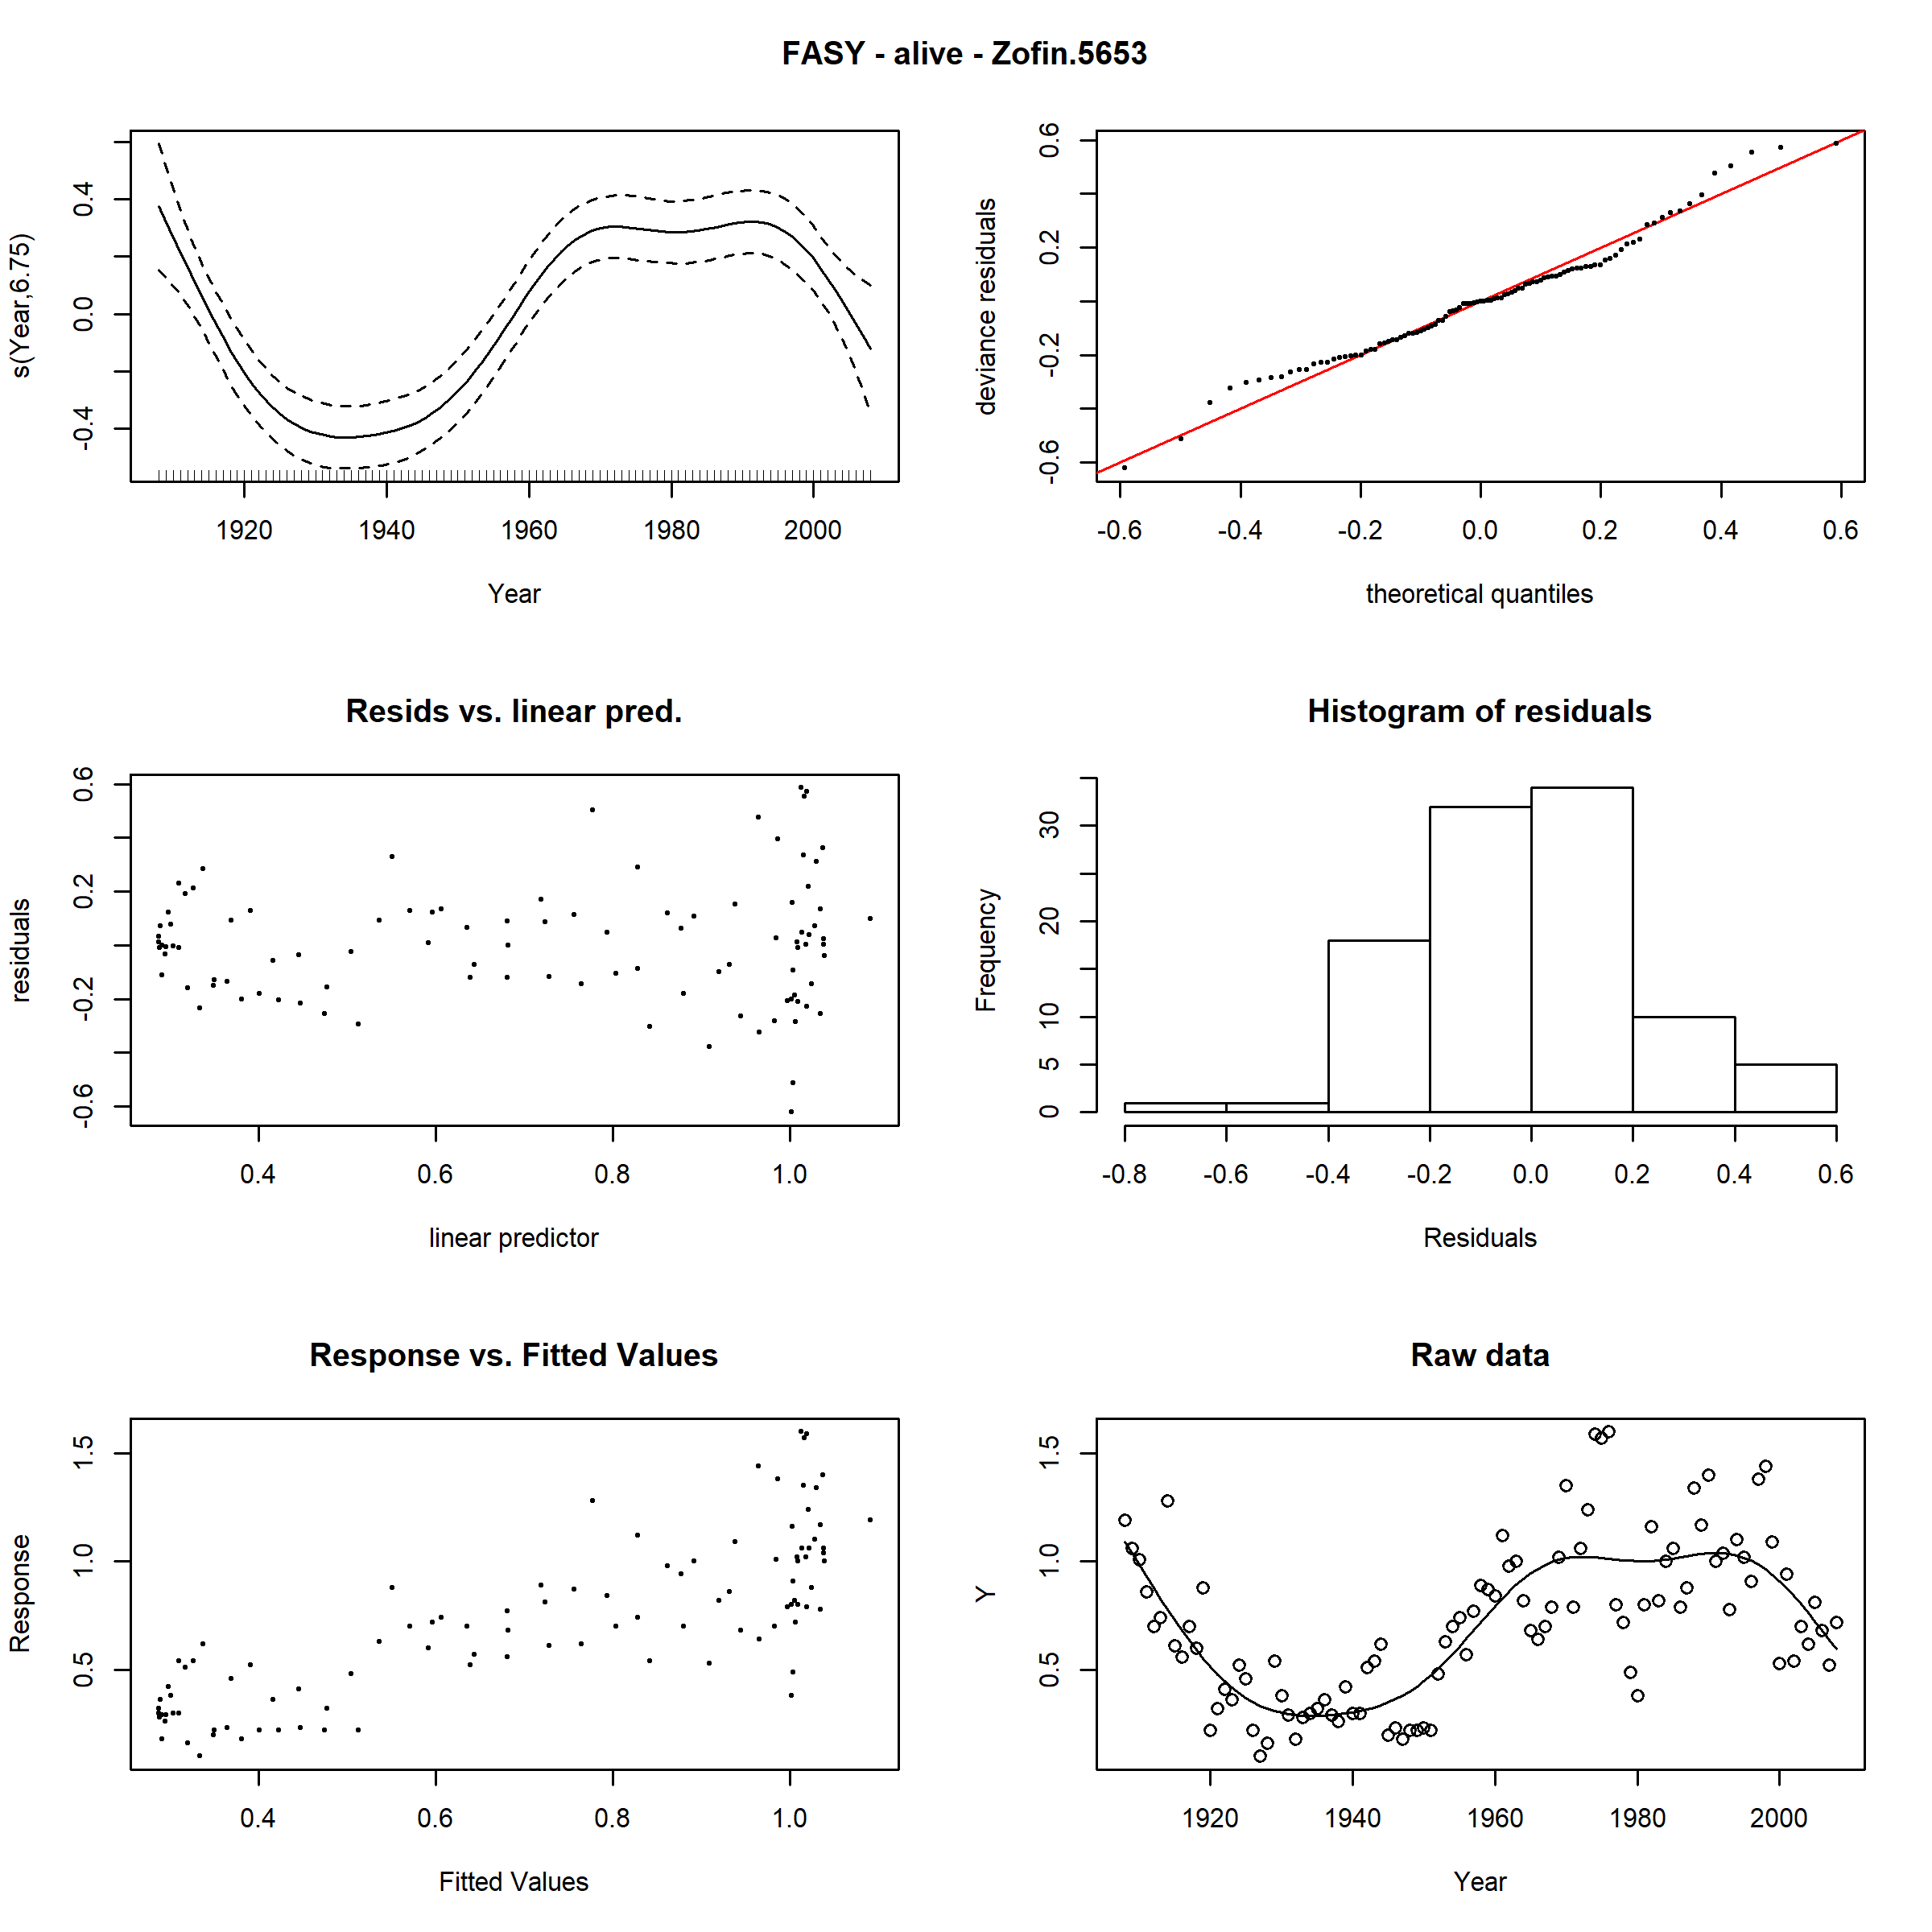 FASY - alive - Zofin.5653
s(Year,6.75)
-0.4 0.0 0.4
1920 1940 1960 1980 2000
Year
deviance residuals
-0.6 -0.2 0.2 0.6
-0.6 -0.4 -0.2 0.0 0.2 0.4 0.6
theoretical quantiles
Resids vs. linear pred.
residuals
-0.6 -0.2 0.2 0.6
0.4 0.6 0.8 1.0
linear predictor
Histogram of residuals
Frequency
0 5 10 20 30
-0.8 -0.6 -0.4 -0.2 0.0 0.2 0.4 0.6
Residuals
Response vs. Fitted Values
Response
0.5 1.0 1.5
0.4 0.6 0.8 1.0
Fitted Values
Raw data
Y
0.5 1.0 1.5
1920 1940 1960 1980 2000
Year